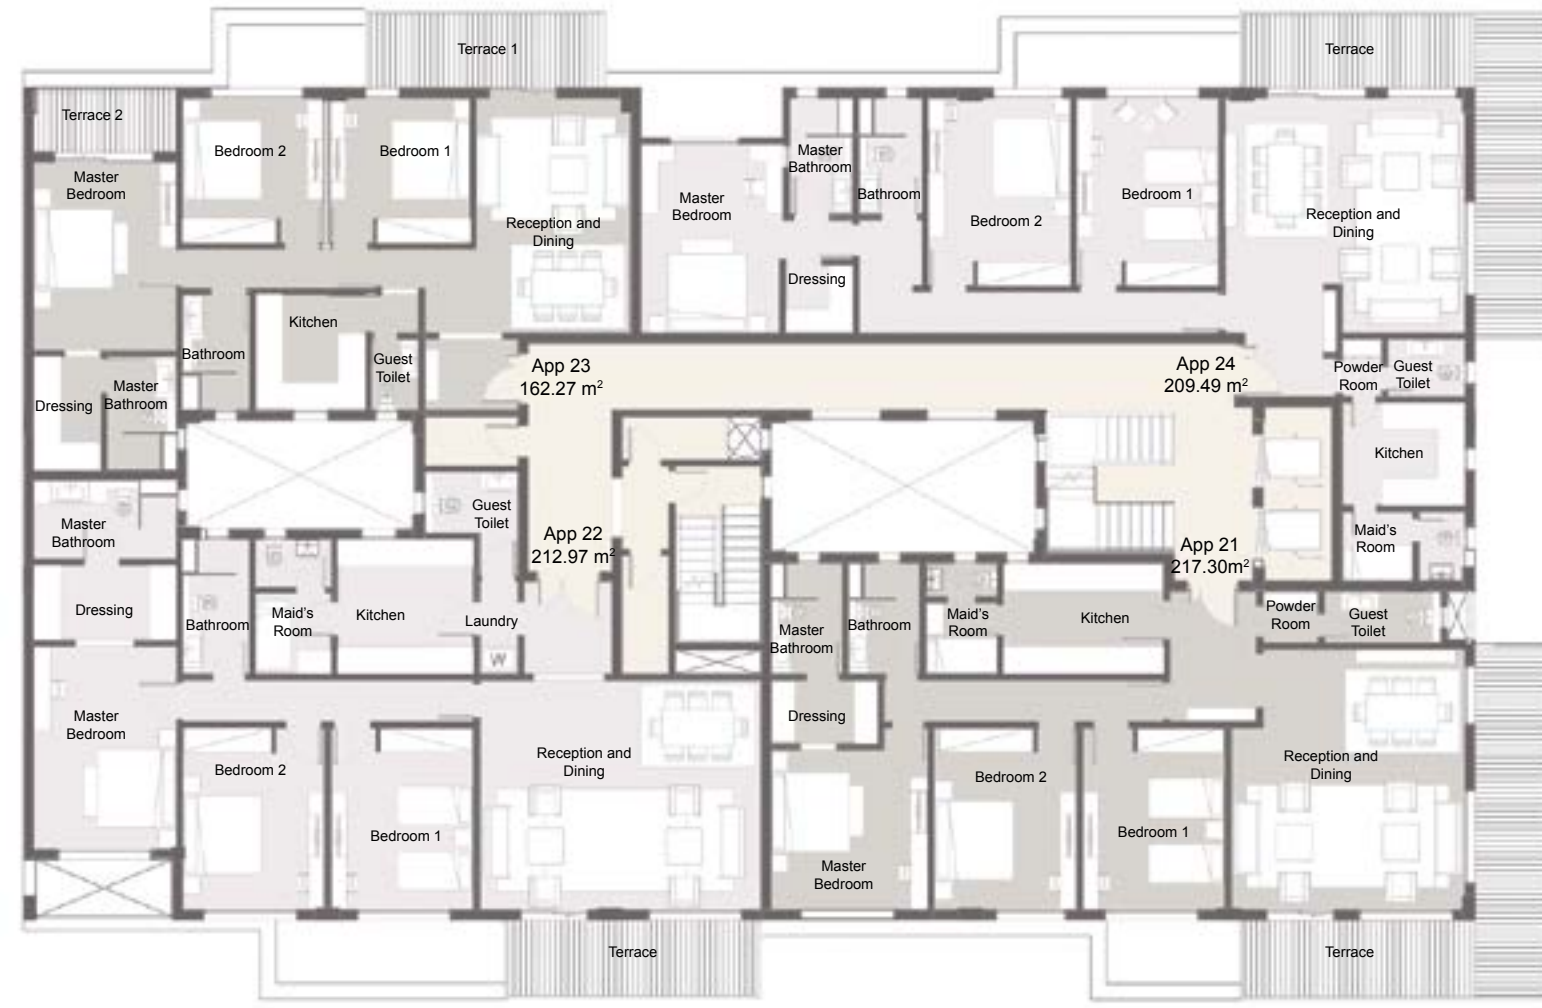 Terrace 1
Terrace
Terrace 2
Bedroom 2
Bedroom 1
Master
Bedroom
Reception and
Dining
Master
Bedroom
Master
Bathroom
Bathroom
Dressing
Bedroom 2
Bedroom 1
Reception and
Dining
Kitchen
Bathroom
Guest
Toilet
Dressing
Master
Bathroom
App 23
162.27 m²
App 24
209.49 m²
Powder
Room
Guest
Toilet
Kitchen
Maid's
Room
Master
Bathroom
Guest
Toilet
App 22
212.97 m²
App 21
217.30m²
Dressing
Bathroom
Maid's
Room
Kitchen
Laundry
W
Master
Bathroom
Bathroom
Maid's
Room
Kitchen
Powder
Room
Guest
Toilet
Master
Bedroom
Bedroom 2
Bedroom 1
Reception and
Dining
Dressing
Master
Bedroom
Bedroom 2
Bedroom 1
Reception and
Dining
Terrace
Terrace